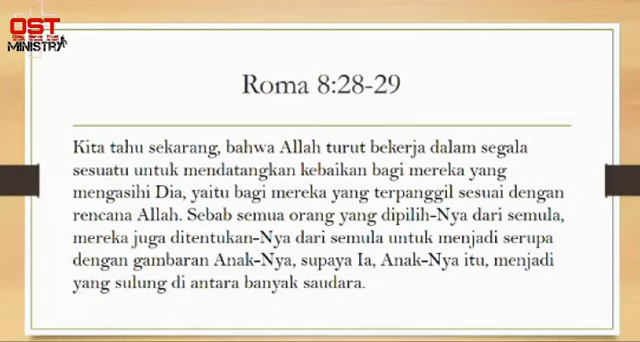 OST
MINISTRY
Roma 8:28-29
Kita tahu sekarang, bahwa Allah turut bekerja dalam segala
sesuatu untuk mendatangkan kebaikan bagi mereka yang
mengasihi Dia, yaitu bagi mereka yang terpanggil sesuai dengan
rencana Allah. Sebab semua orang yang dipilih-Nya dari semula,
mereka juga ditentukan-Nya dari semula untuk menjadi serupa
dengan gambaran Anak-Nya, supaya Ia, Anak-Nya itu, menjadi
yang sulung di antara banyak saudara.